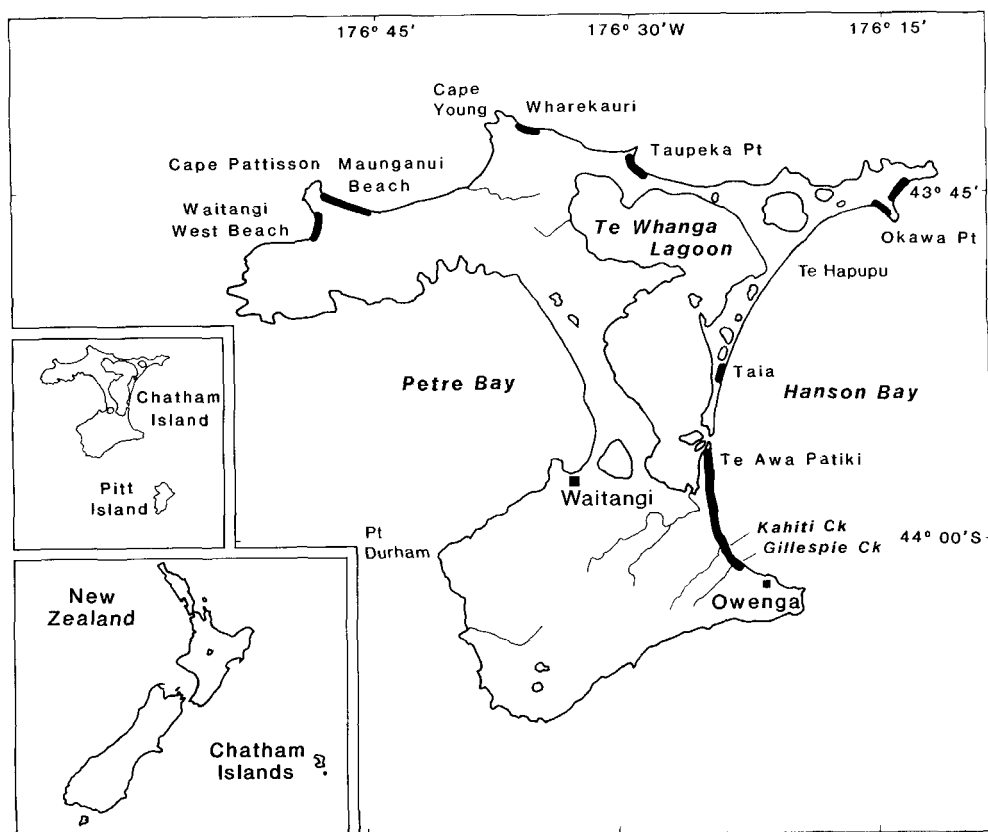 176° 45'
176° 30'W
176° 15'
Cape
Young
Wharekauri
Taupeka Pt
Cape Pattisson
Maunganui
Beach
43° 45'
Waitangi
West Beach
Te Whanga
Lagoon
Okawa Pt
Te Hapupu
Petre Bay
Taia
Hanson Bay
Chatham
Island
Te Awa Patiki
Pitt
Island
Waitangi
Pt
Durham
Kahiti Ck
44° 00'S
Gillespie Ck
Owenga
New
Zealand
Chatham
Islands